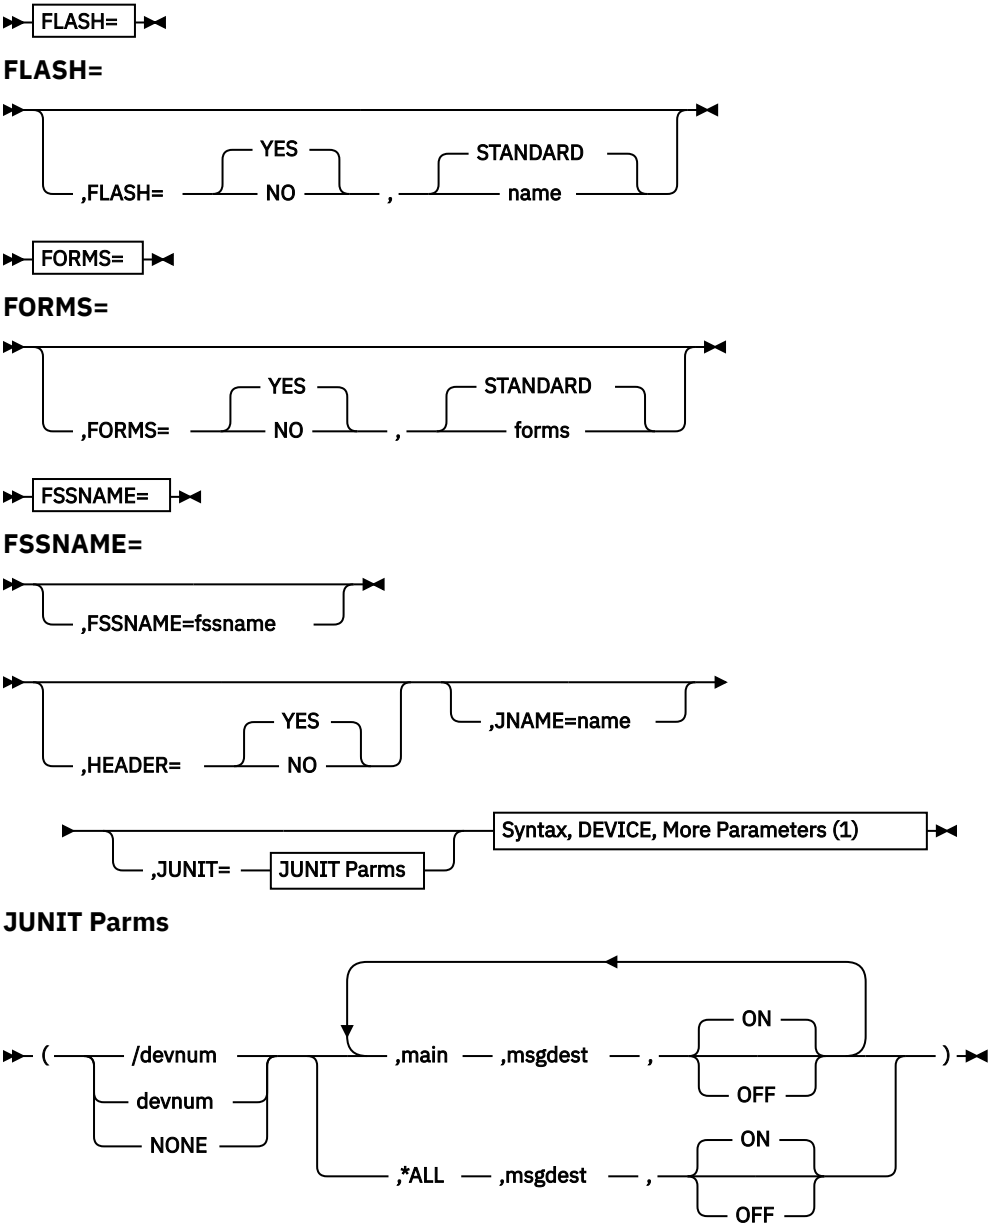 FLASH=
FLASH=
YES
STANDARD
,FLASH= NO , name
FORMS=
FORMS=
YES
STANDARD
,FORMS= NO , forms
FSSNAME=
FSSNAME=
,FSSNAME=fssname
YES
,JNAME=name
,HEADER= NO
Syntax, DEVICE, More Parameters (1)
,JUNIT= JUNIT Parms
JUNIT Parms
ON
( /devnum ,main ,msgdest , )
devnum
OFF
NONE
ON
,*ALL ,msgdest ,
OFF